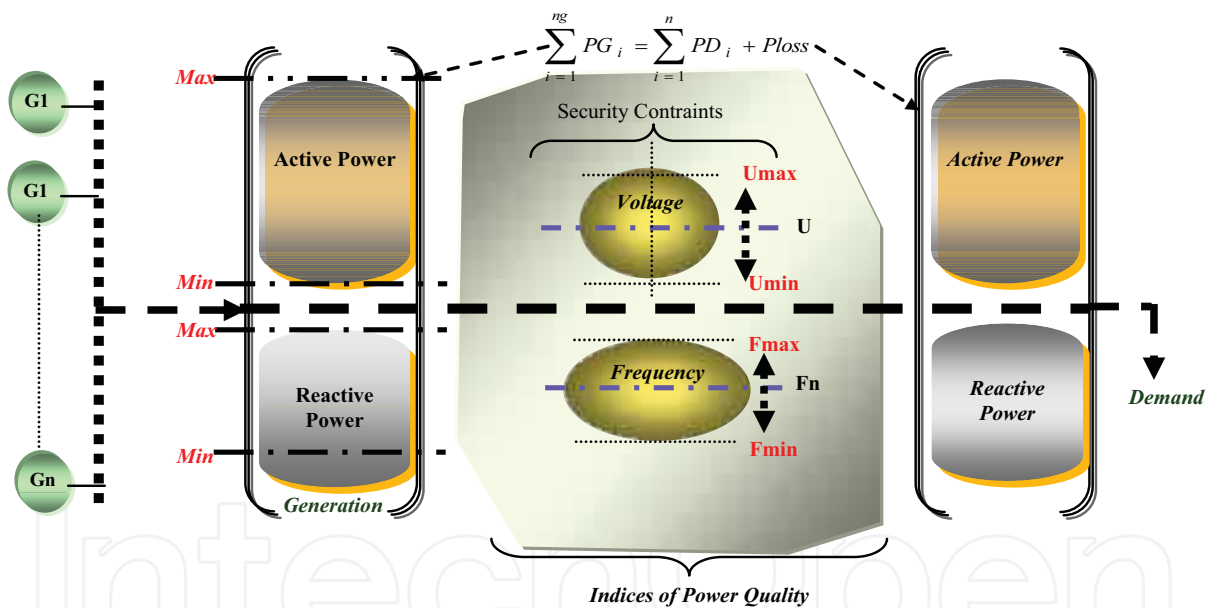 ng n
∑ PG i = ∑ PD i + Ploss
i = 1 i = 1
Max
G1
Active Power
G1
Min
Max
Reactive
Power
Min
Gn
Generation
Security Contraints
Umax
Voltage
U
Umin
Fmax
Frequency
Fn
Fmin
Indices of Power Quality
Active Power
Reactive
Power
Demand
IntechOpen